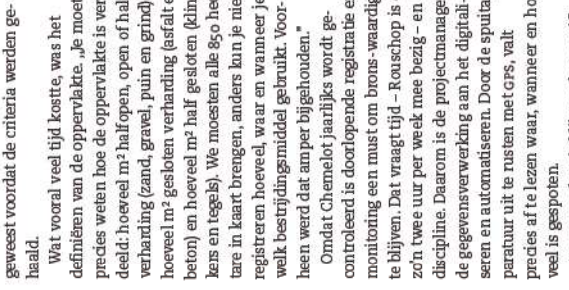 geweest voordat de criteria werden ge-
haald.
Wat vooral veel tijd kostte, was het
definiëren van de oppervlakte. „Je moet
precies weten hoe de oppervlakte is ver
deeld: hoeveel m² halfopen, open of hal
verharding (zand, gravel, puin en grind)
hoeveel m² gesloten verharding (asfalt e
beton) en hoeveel m² half gesloten (klin
kers en tegels). We moesten alle 850 hec
tare in kaart brengen, anders kun je nie
registreren hoeveel, waar en wanneer je
welk bestrijdingsmiddel gebruikt. Voor-
heen werd dat amper bijgehouden."
Omdat Chemelot jaarlijks wordt ge-
controleerd is doorlopende registratie e
monitoring een must om brons-waardig
te blijven. Dat vraagt tijd – Rouschop is
zo'n twee uur per week mee bezig – en
discipline. Daarom is de projectmanage
de gegevensverwerking aan het digitali-
seren en automatiseren. Door de spuita
paratuur uit te rusten met GPS, valt
precies af te lezen waar, wanneer en ho
veel is gespoten.